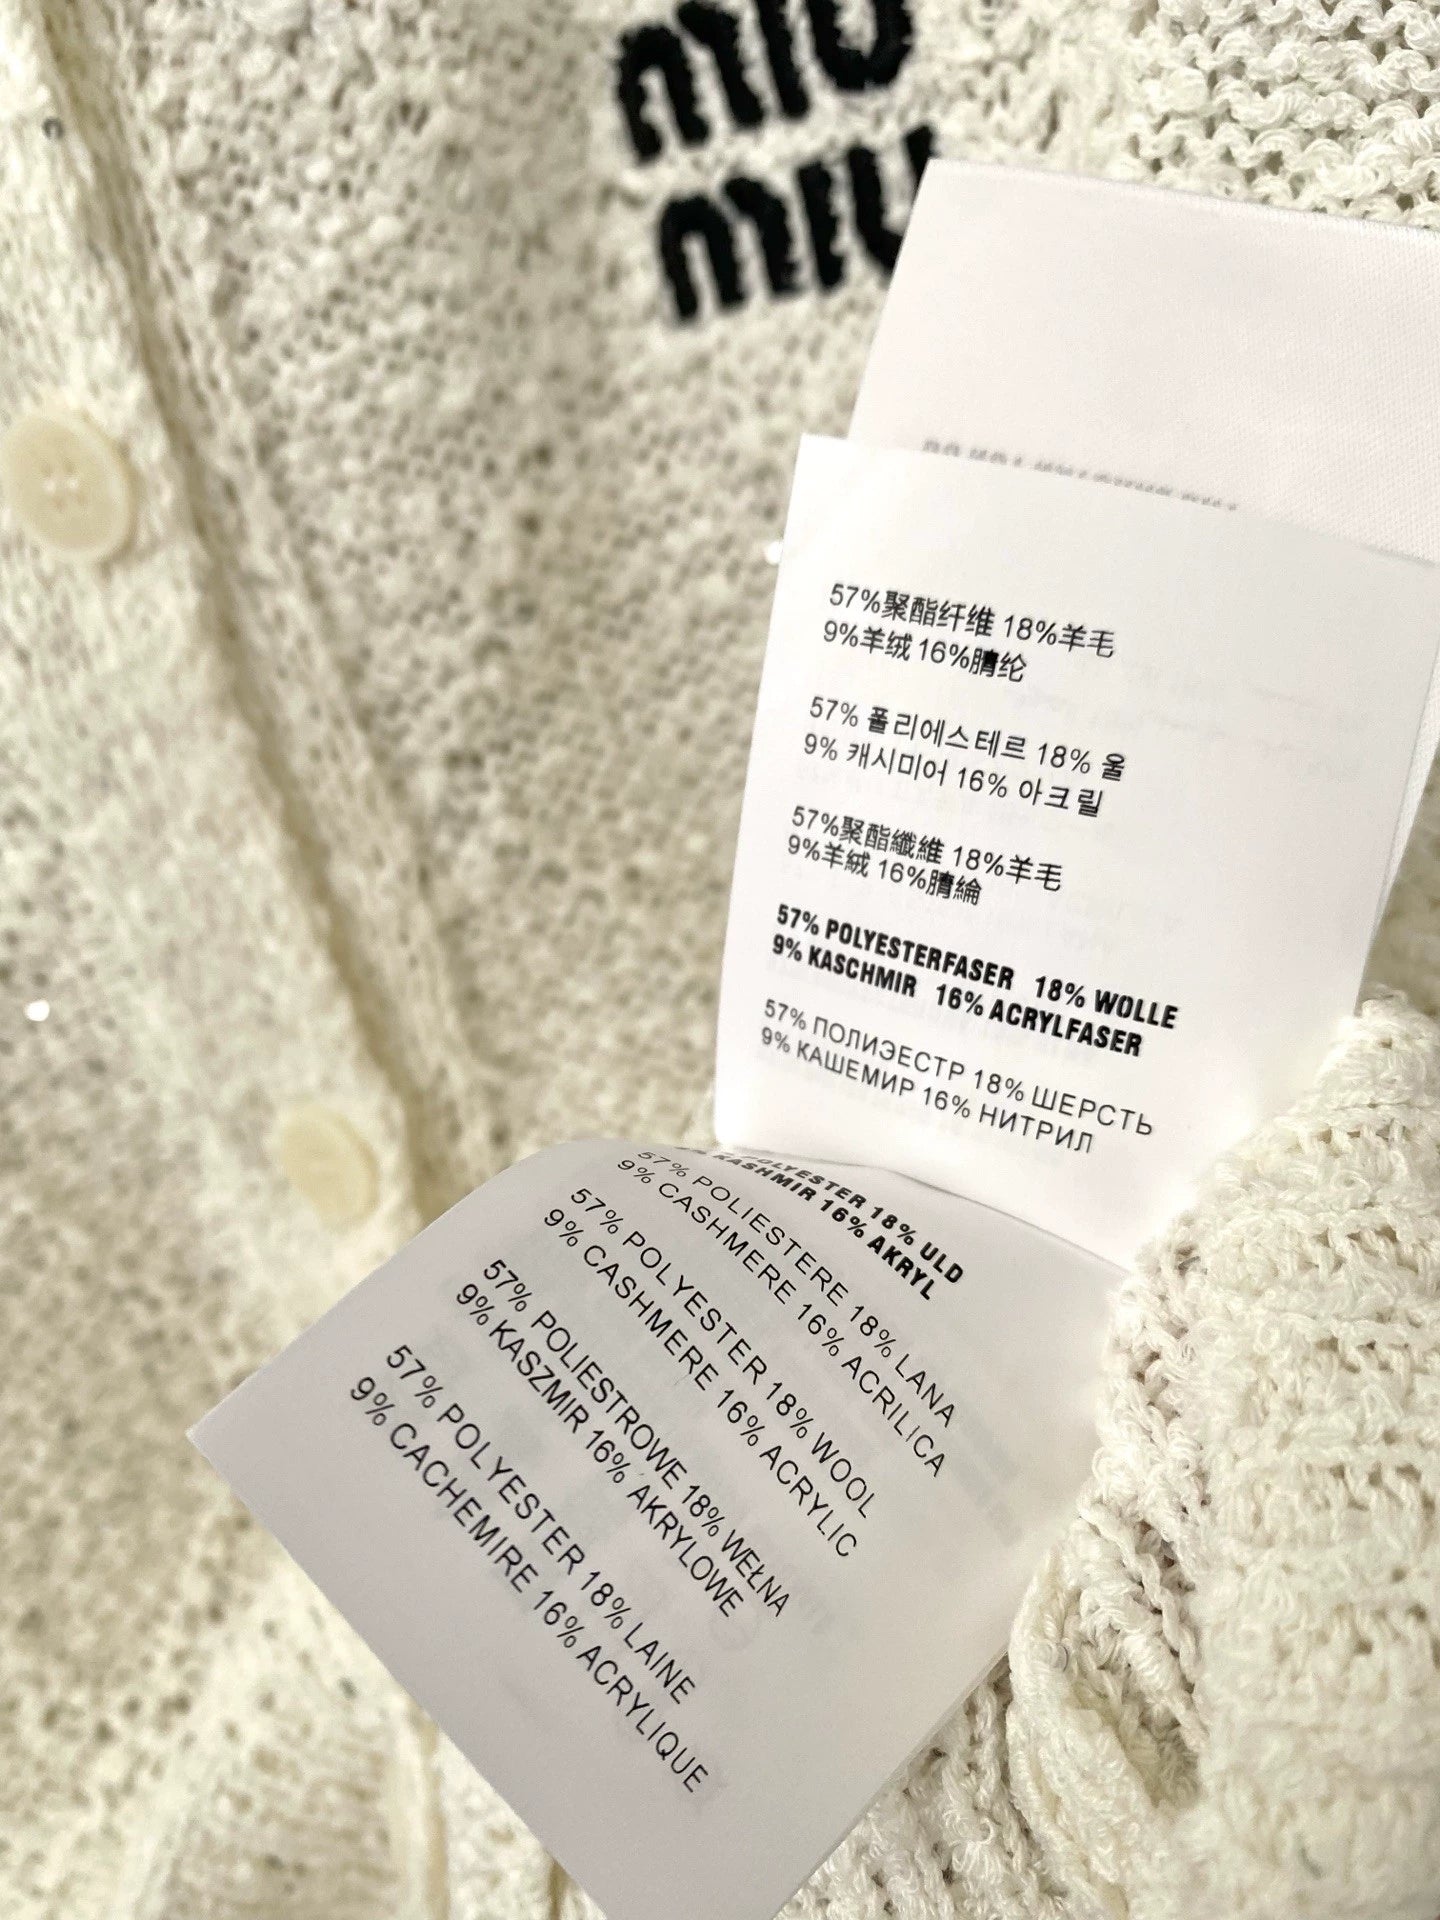 miu
miu
57%聚酯纤维 18%羊毛
9%羊绒 16%腈纶
57% 폴리에스테르 18% 울
9% 캐시미어 16% 아크릴
57%聚酯纖維 18%羊毛
9%羊絨 16%腈綸
57% POLYESTERFASER 18% WOLLE
9% KASCHMIR 16% ACRYLFASER
57% ПОЛИЭЕСТР 18% ШЕРСТЬ
9% КАШЕМИР 16% НИТРИЛ
POLYESTER 18% ULD
KASHMIR 16% AKRYL
57% POLIESTERE 18% LANA
9% CASHMERE 16% ACRILICA
57% POLYESTER 18% WOOL
9% CASHMERE 16% ACRYLIC
57% POLIESTROWE 18% WEŁNA
9% KASZMIR 16% AKRYLOWE
57% POLYESTER 18% LAINE
9% CACHEMIRE 16% ACRYLIQUE